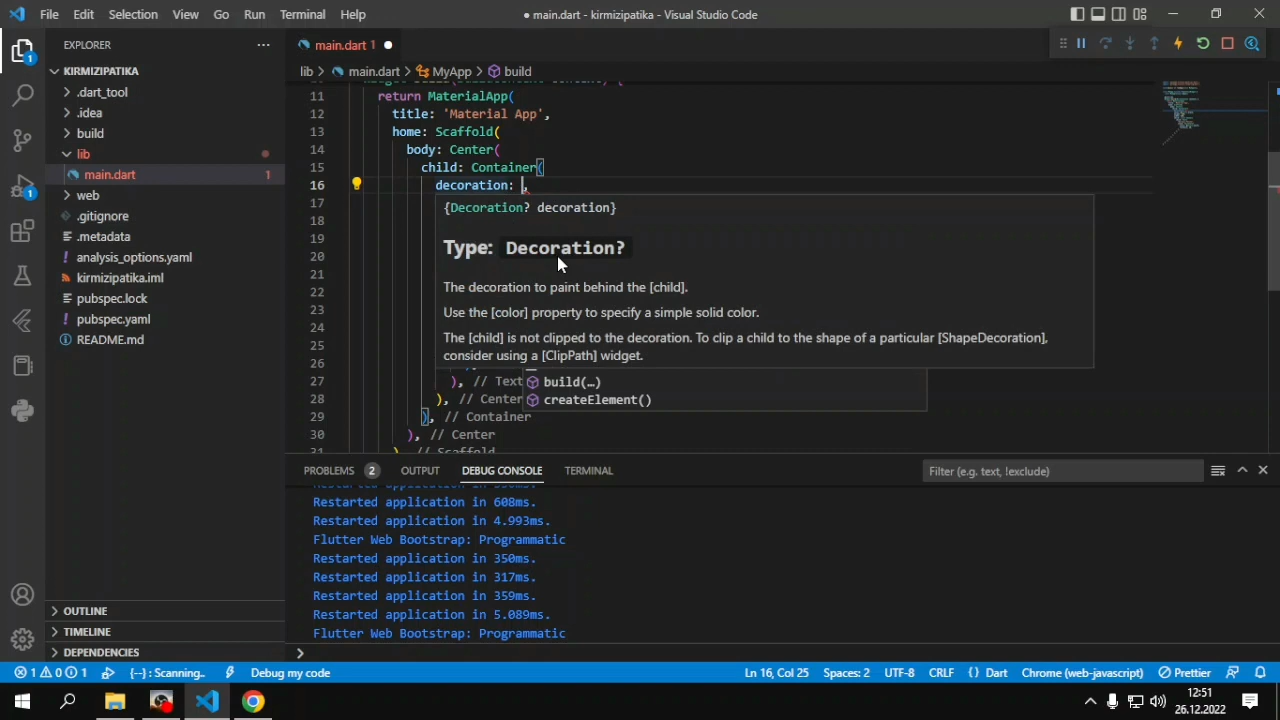 File Edit Selection View Go Run Terminal Help
● main.dart - kirmizipatika - Visual Studio Code
EXPLORER
main.dart 1
KIRMIZIPATIKA
lib > main.dart > MyApp > build
.dart_tool
.idea
build
lib
main.dart 1
web
.gitignore
.metadata
analysis_options.yaml
kirmizipatika.iml
pubspec.lock
pubspec.yaml
README.md
OUTLINE
TIMELINE
DEPENDENCIES
11 return MaterialApp(
12 title: 'Material App',
13 home: Scaffold(
14 body: Center(
15 child: Container(
16 decoration: ,
17
18
19
20
21
22
23
24
25
26
27 ), // Text
28 ), // Center
29 ), // Container
30 ), // Center
31 ) // Scaffold
{Decoration? decoration}
Type: Decoration?
The decoration to paint behind the [child].
Use the [color] property to specify a simple solid color.
The [child] is not clipped to the decoration. To clip a child to the shape of a particular [ShapeDecoration],
consider using a [ClipPath] widget.
build(…)
createElement()
PROBLEMS 2 OUTPUT DEBUG CONSOLE TERMINAL
Filter (e.g. text, !exclude)
Restarted application in 608ms.
Restarted application in 4.993ms.
Flutter Web Bootstrap: Programmatic
Restarted application in 350ms.
Restarted application in 317ms.
Restarted application in 359ms.
Restarted application in 5.089ms.
Flutter Web Bootstrap: Programmatic
1 0 1 {--} : Scanning.. Debug my code
Ln 16, Col 25 Spaces: 2 UTF-8 CRLF Dart Chrome (web-javascript) Prettier
12:51
26.12.2022